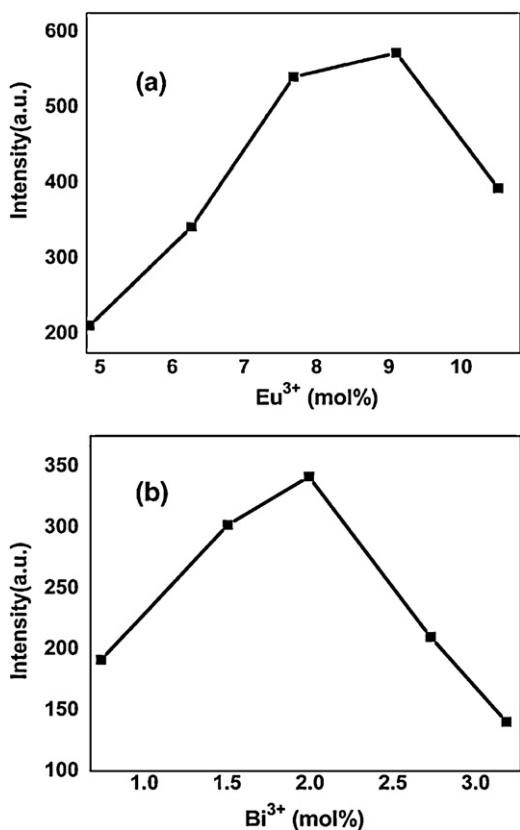 600
(a)
500
400
300
200
Intensity(a.u.)
5 6 7 8 9 10
Eu³⁺ (mol%)
350
(b)
300
250
200
150
100
Intensity(a.u.)
1.0 1.5 2.0 2.5 3.0
Bi³⁺ (mol%)